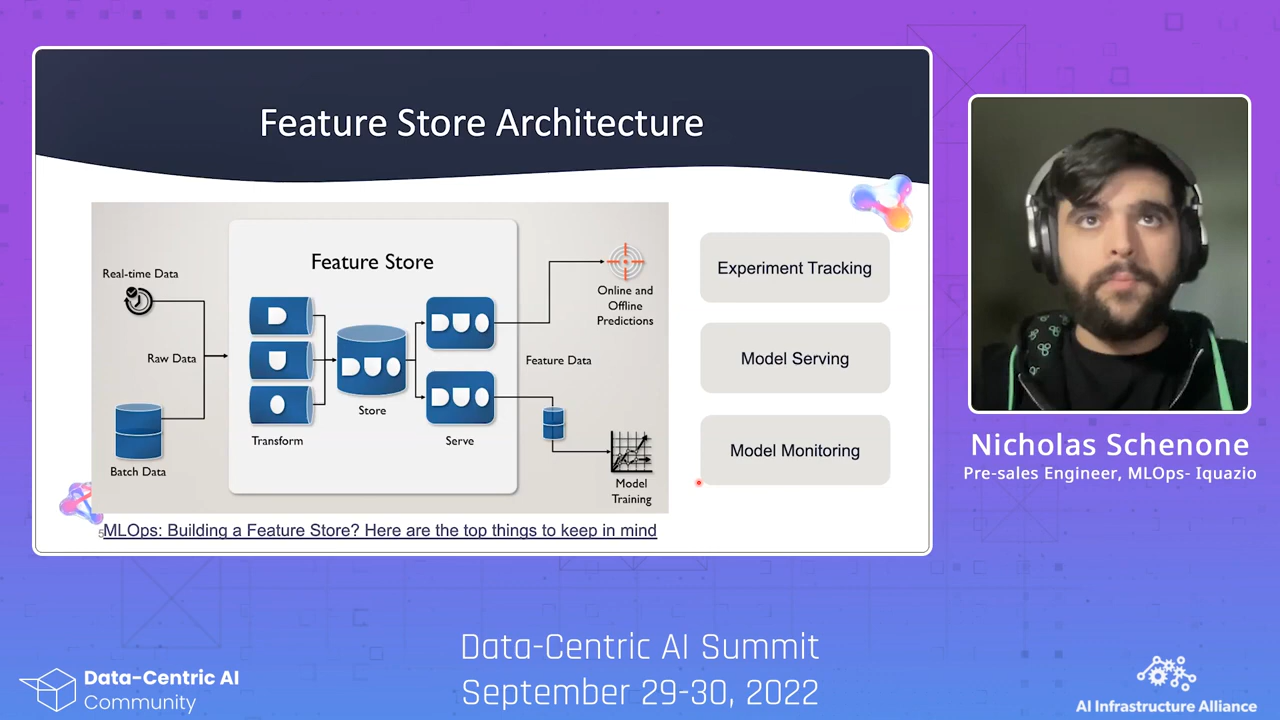 Feature Store Architecture
Feature Store
Real-time Data
Raw Data
Batch Data
Transform
Store
Serve
Feature Data
Online and
Offline
Predictions
Model
Training
Experiment Tracking
Model Serving
Model Monitoring
5
MLOps: Building a Feature Store? Here are the top things to keep in mind
Nicholas Schenone
Pre-sales Engineer, MLOps- Iquazio
Data-Centric AI Summit
September 29-30, 2022
Data-Centric AI
Community
AI Infrastructure Alliance